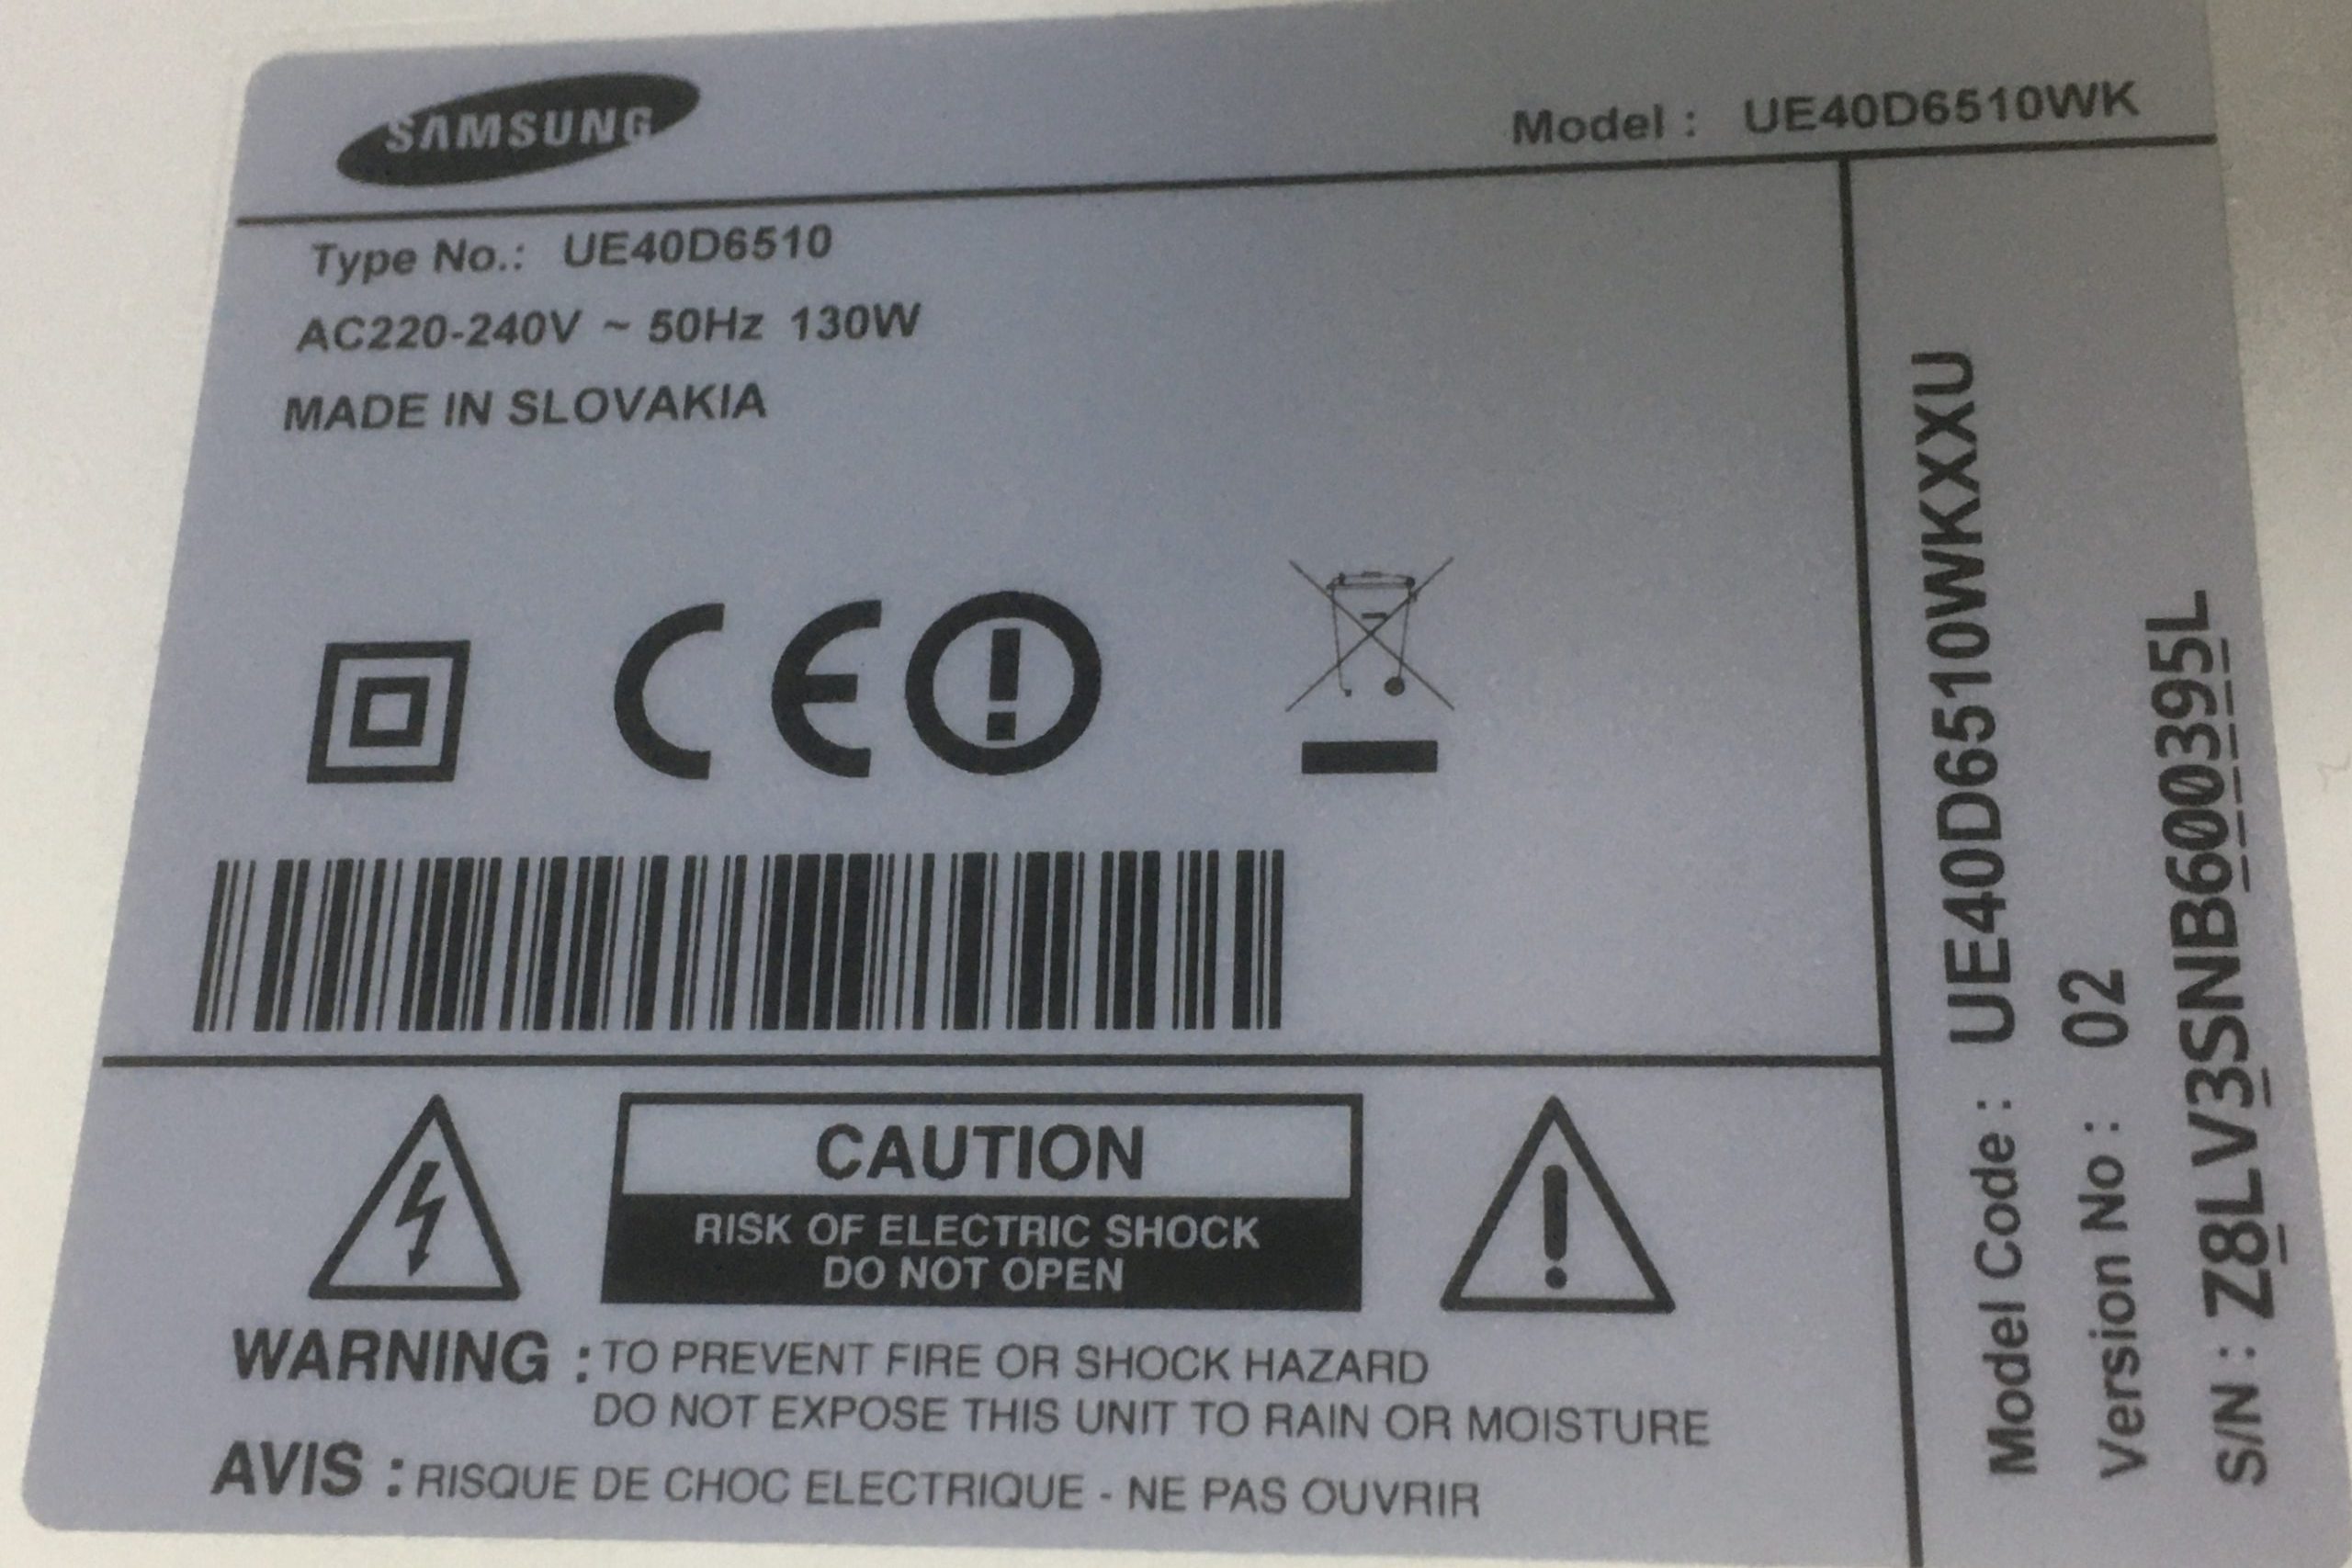 SAMSUNG
Model : UE40D6510WK
Type No.: UE40D6510
AC220-240V ~ 50Hz 130W
MADE IN SLOVAKIA
CE
CAUTION
RISK OF ELECTRIC SHOCK
DO NOT OPEN
WARNING : TO PREVENT FIRE OR SHOCK HAZARD
DO NOT EXPOSE THIS UNIT TO RAIN OR MOISTURE
AVIS : RISQUE DE CHOC ELECTRIQUE - NE PAS OUVRIR
Model Code : UE40D6510WKXXU
Version No : 02
S/N : Z8LV3SNB600395L